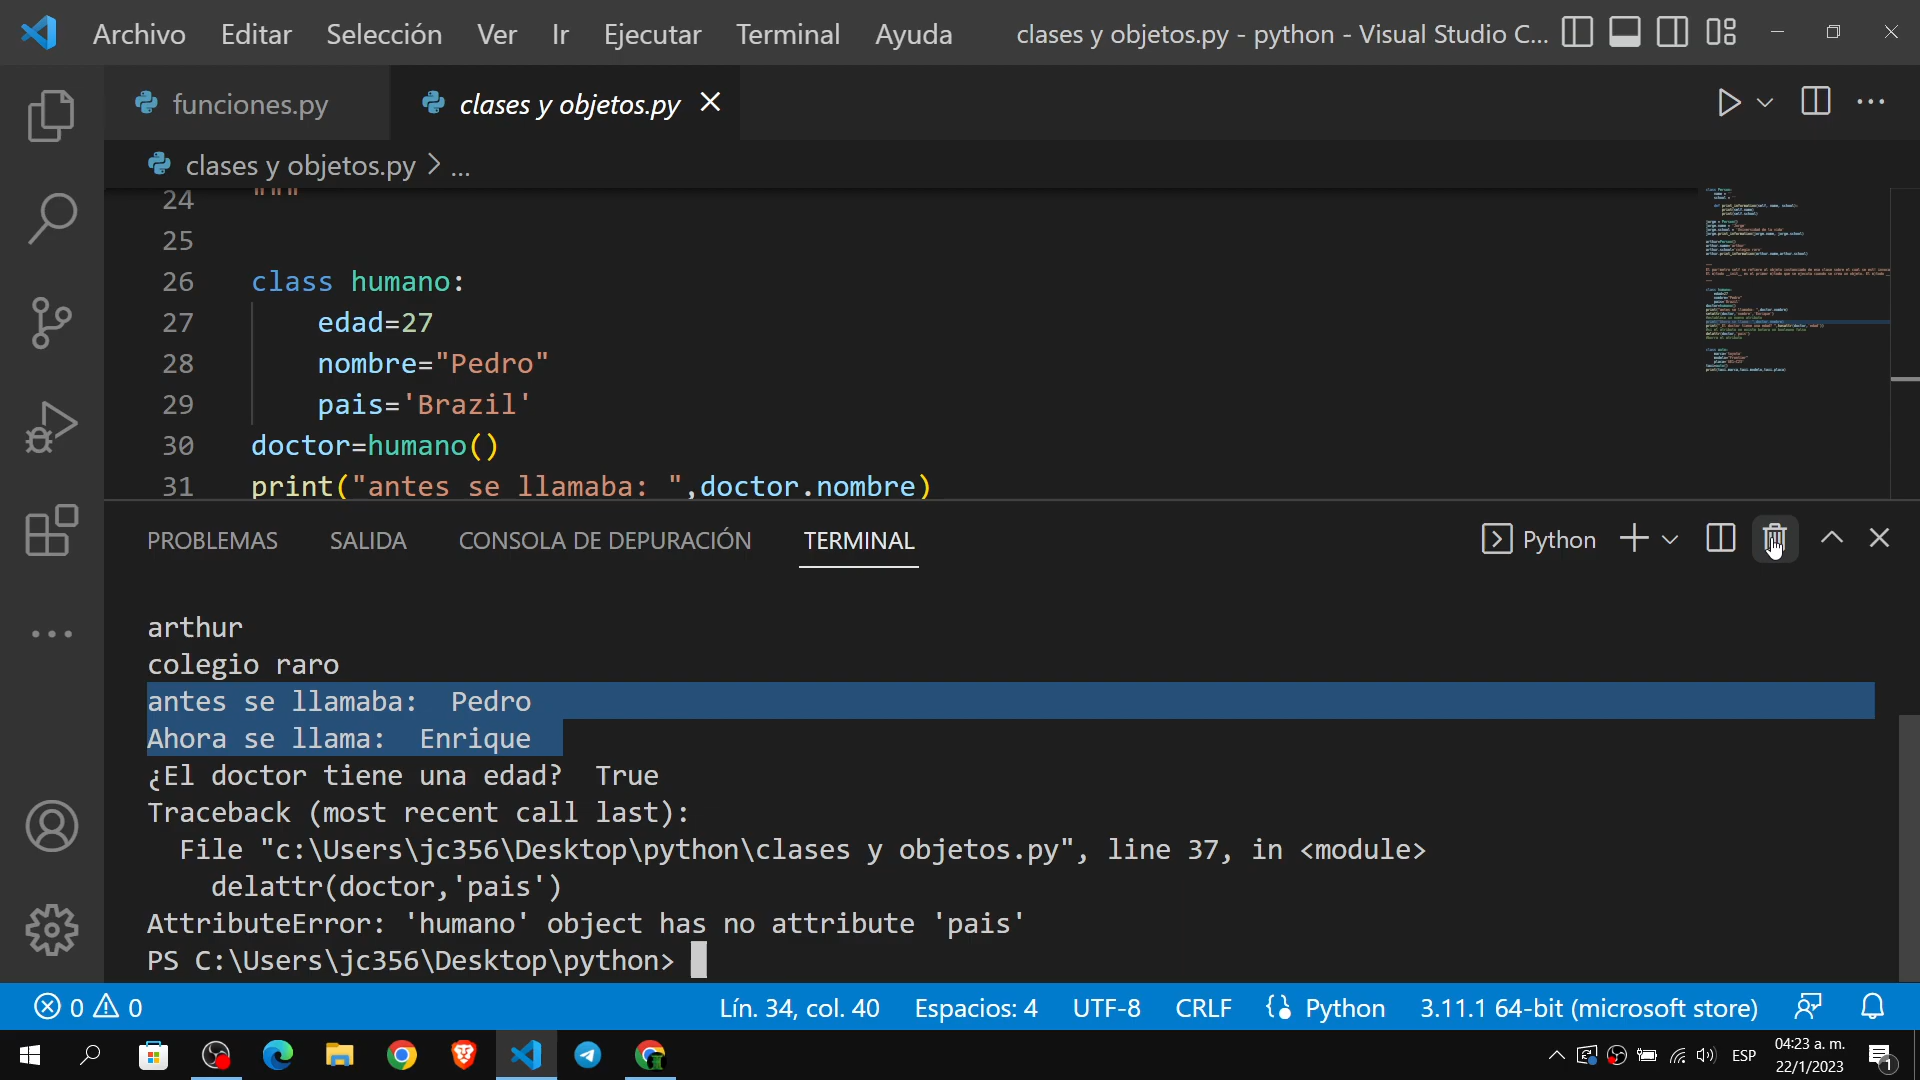 Archivo Editar Selección Ver Ir Ejecutar Terminal Ayuda clases y objetos.py - python - Visual Studio C...
funciones.py clases y objetos.py
clases y objetos.py > ...
24 """
25
26 class humano:
27 edad=27
28 nombre="Pedro"
29 pais='Brazil'
30 doctor=humano()
31 print("antes se llamaba: ",doctor.nombre)
PROBLEMAS SALIDA CONSOLA DE DEPURACIÓN TERMINAL Python
arthur
colegio raro
antes se llamaba:  Pedro
Ahora se llama:  Enrique
¿El doctor tiene una edad?  True
Traceback (most recent call last):
File "c:\Users\jc356\Desktop\python\clases y objetos.py", line 37, in <module>
delattr(doctor,'pais')
AttributeError: 'humano' object has no attribute 'pais'
PS C:\Users\jc356\Desktop\python>
0 0 Lín. 34, col. 40 Espacios: 4 UTF-8 CRLF Python 3.11.1 64-bit (microsoft store)
ESP 04:23 a. m.
22/1/2023 1